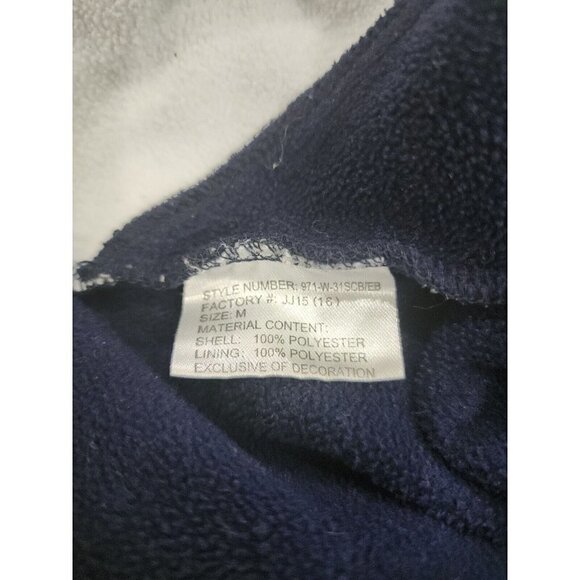 STYLE NUMBER: 971-W-31SCB/EB
FACTORY #: JJ15 (16)
SIZE: M
MATERIAL CONTENT:
SHELL: 100% POLYESTER
LINING: 100% POLYESTER
EXCLUSIVE OF DECORATION